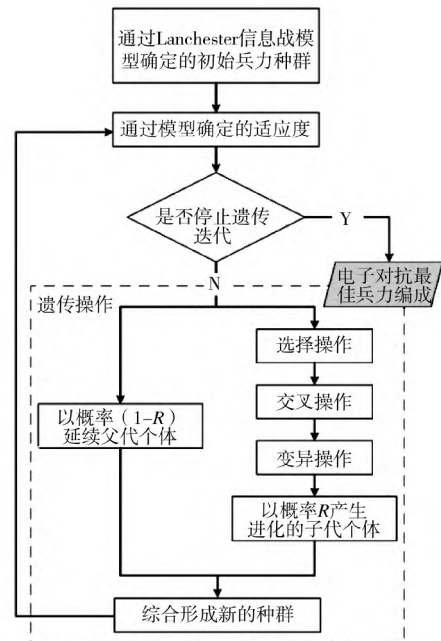 通过Lanchester信息战模
型确定的初始兵力种群
通过模型确定的适应度
是否停止遗传
迭代
Y
电子对抗最
佳兵力编成
N
遗传操作
选择操作
交叉操作
变异操作
以概率（1-R）
延续父代个体
以概率R产生
进化的子代个体
综合形成新的种群